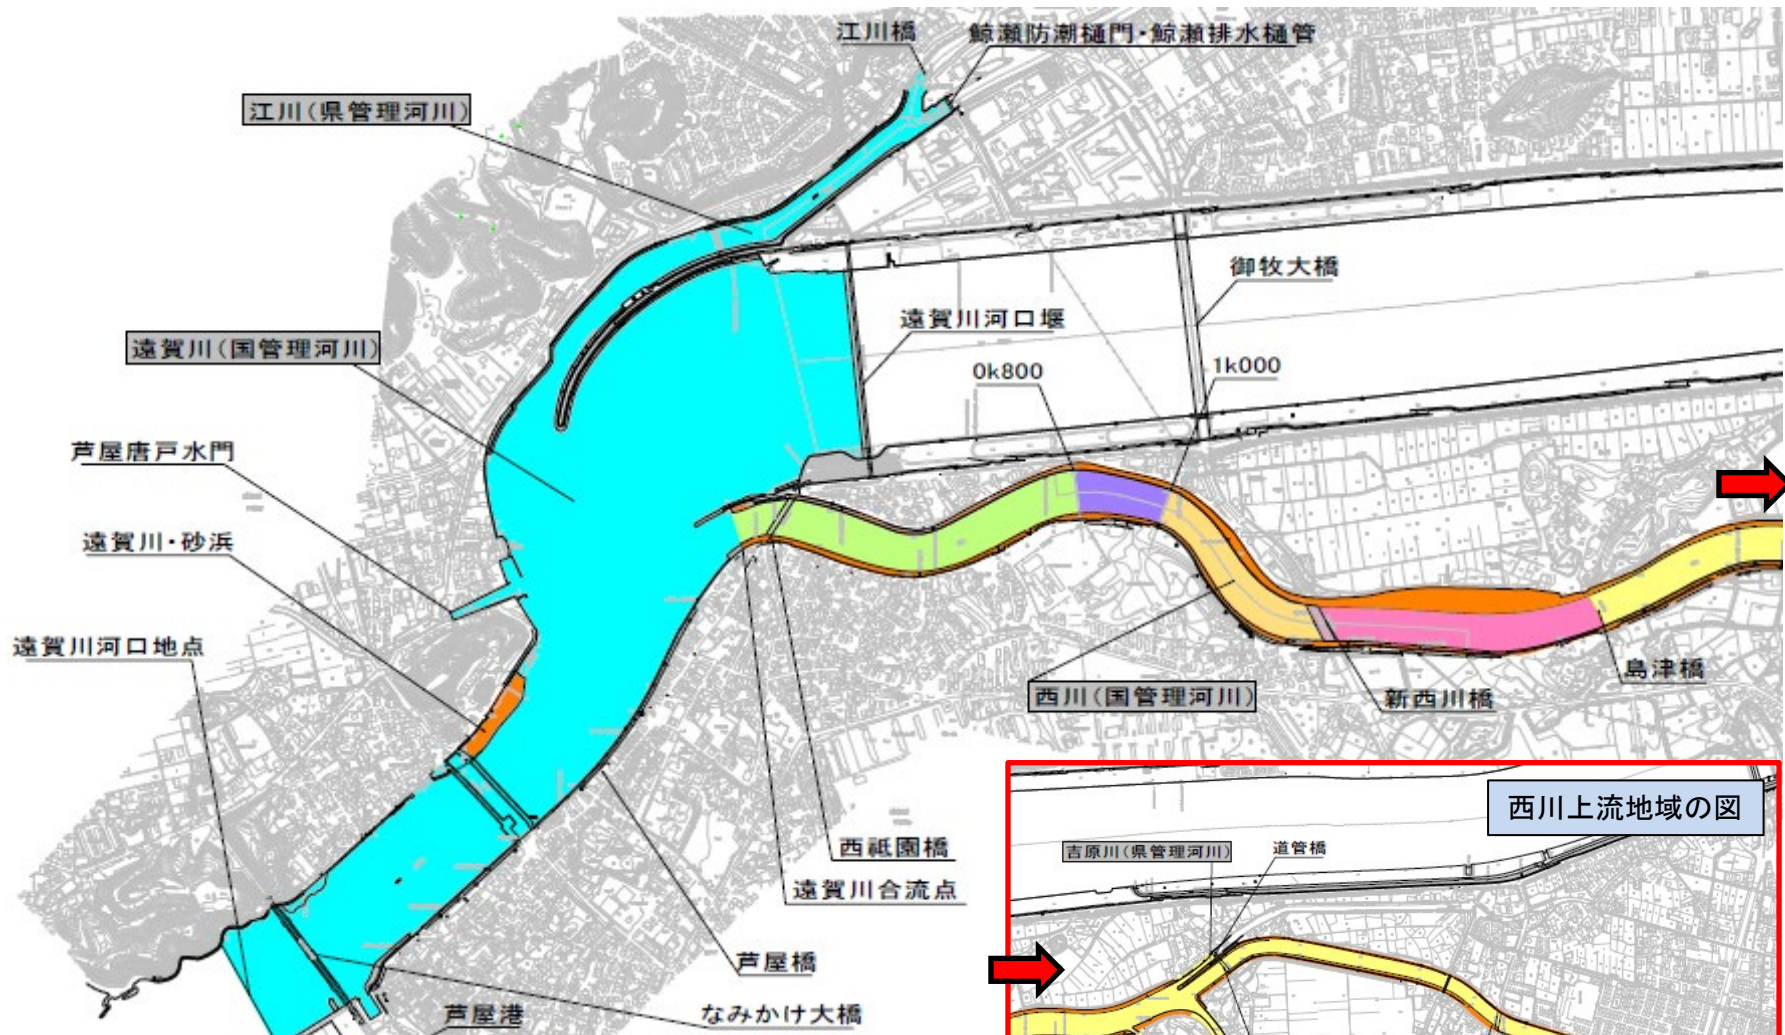 江川橋
鯨瀬防潮樋門・鯨瀬排水樋管
江川(県管理河川)
御牧大橋
遠賀川河口堰
遠賀川(国管理河川)
0k800
1k000
芦屋唐戸水門
遠賀川・砂浜
遠賀川河口地点
島津橋
西川(国管理河川)
新西川橋
西川上流地域の図
西祗園橋
吉原川(県管理河川)
道管橋
遠賀川合流点
芦屋橋
なみかけ大橋
芦屋港